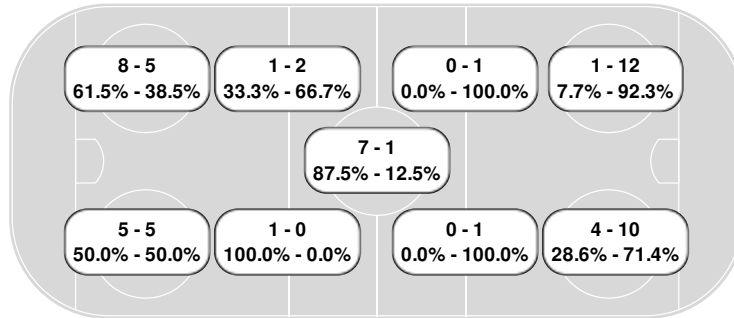 8 - 5
61.5% - 38.5%
1 - 2
33.3% - 66.7%
0 - 1
0.0% - 100.0%
1 - 12
7.7% - 92.3%
7 - 1
87.5% - 12.5%
5 - 5
50.0% - 50.0%
1 - 0
100.0% - 0.0%
0 - 1
0.0% - 100.0%
4 - 10
28.6% - 71.4%